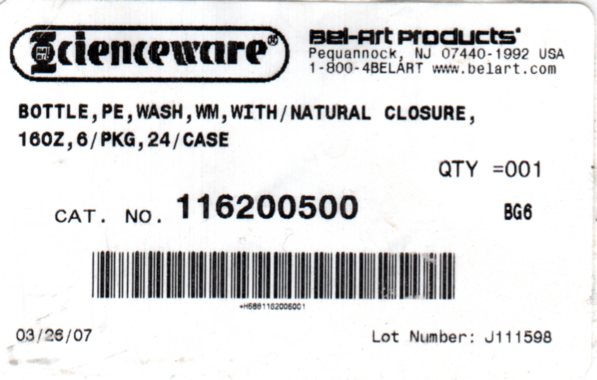 Scienceware®
Bel-Art Products®
Pequannock, NJ 07440-1992 USA
1-800-4BELART www.belart.com
BOTTLE,PE,WASH,WM,WITH/NATURAL CLOSURE,
16OZ,6/PKG,24/CASE
QTY =001
CAT. NO. 116200500
BG6
03/26/07
Lot Number: J111598